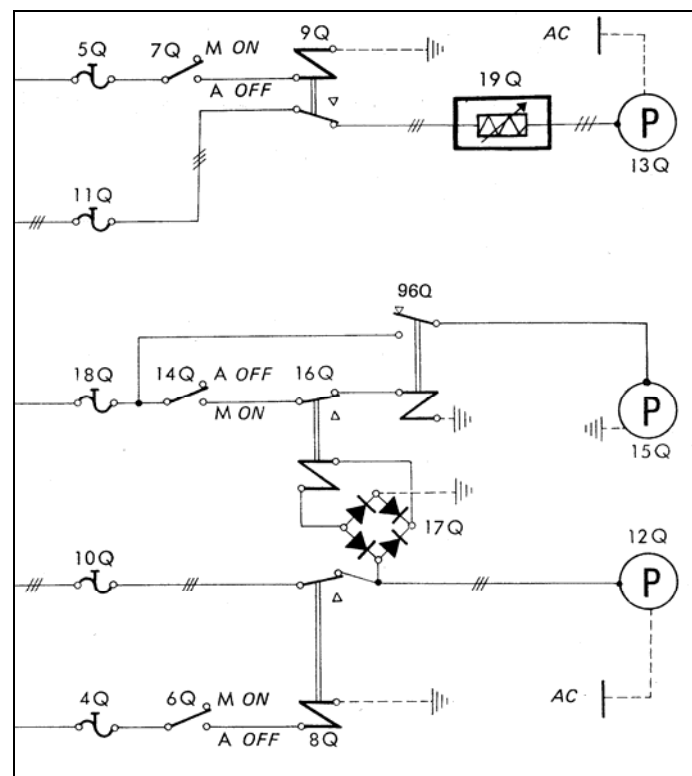 9Q
AC
5Q
7Q
M ON
19Q
A OFF
P
13Q
11Q
96Q
18Q
14Q
A OFF
16Q
M ON
P
15Q
17Q
12Q
10Q
P
4Q
6Q
M ON
AC
A OFF
8Q